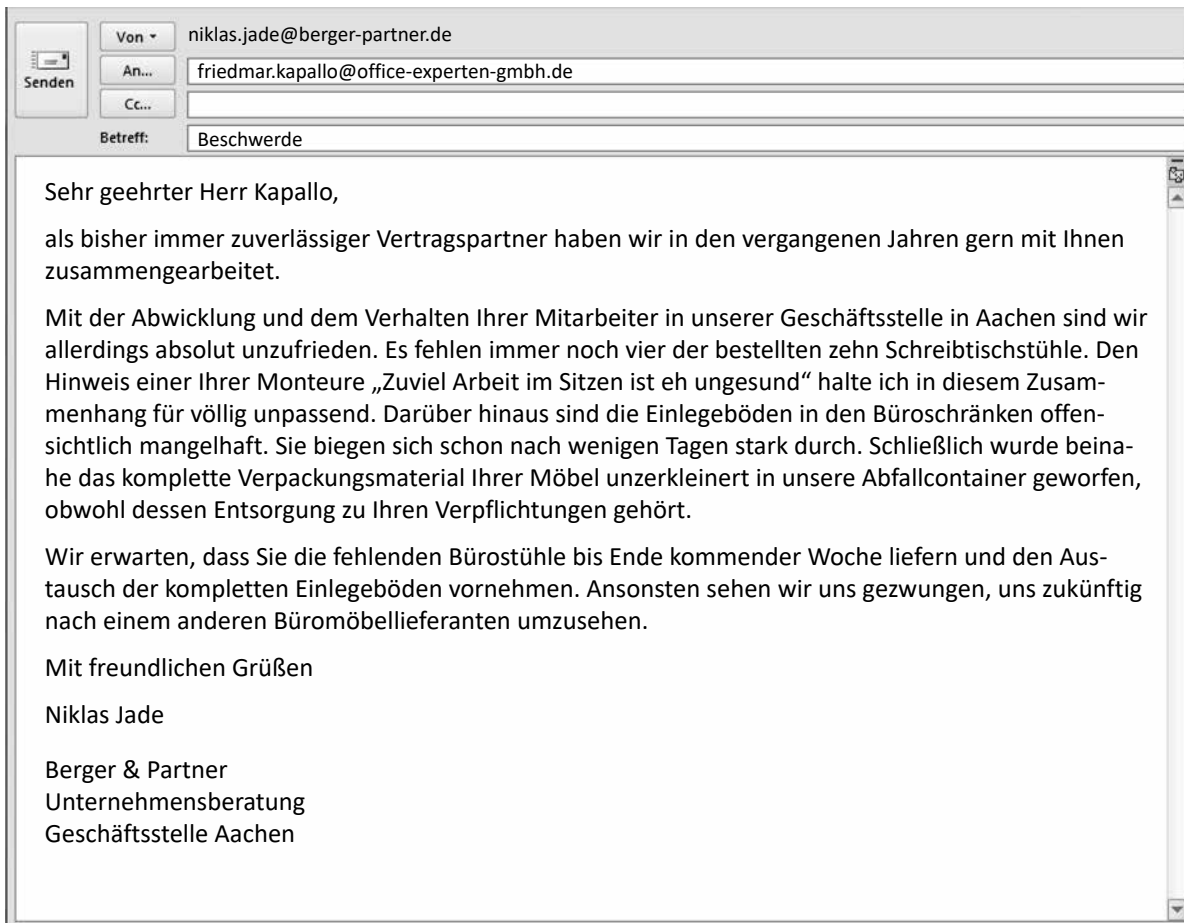 Von
niklas.jade@berger-partner.de
Senden
An...
friedmar.kapallo@office-experten-gmbh.de
Cc...
Betreff:
Beschwerde
Sehr geehrter Herr Kapallo,
als bisher immer zuverlässiger Vertragspartner haben wir in den vergangenen Jahren gern mit Ihnen
zusammengearbeitet.
Mit der Abwicklung und dem Verhalten Ihrer Mitarbeiter in unserer Geschäftsstelle in Aachen sind wir
allerdings absolut unzufrieden. Es fehlen immer noch vier der bestellten zehn Schreibtischstühle. Den
Hinweis einer Ihrer Monteure „Zuviel Arbeit im Sitzen ist eh ungesund“ halte ich in diesem Zusam-
menhang für völlig unpassend. Darüber hinaus sind die Einlegeböden in den Büroschränken offen-
sichtlich mangelhaft. Sie biegen sich schon nach wenigen Tagen stark durch. Schließlich wurde beina-
he das komplette Verpackungsmaterial Ihrer Möbel unzerkleinert in unsere Abfallcontainer geworfen,
obwohl dessen Entsorgung zu Ihren Verpflichtungen gehört.
Wir erwarten, dass Sie die fehlenden Bürostühle bis Ende kommender Woche liefern und den Aus-
tausch der kompletten Einlegeböden vornehmen. Ansonsten sehen wir uns gezwungen, uns zukünftig
nach einem anderen Büromöbellieferanten umzusehen.
Mit freundlichen Grüßen
Niklas Jade
Berger & Partner
Unternehmensberatung
Geschäftsstelle Aachen